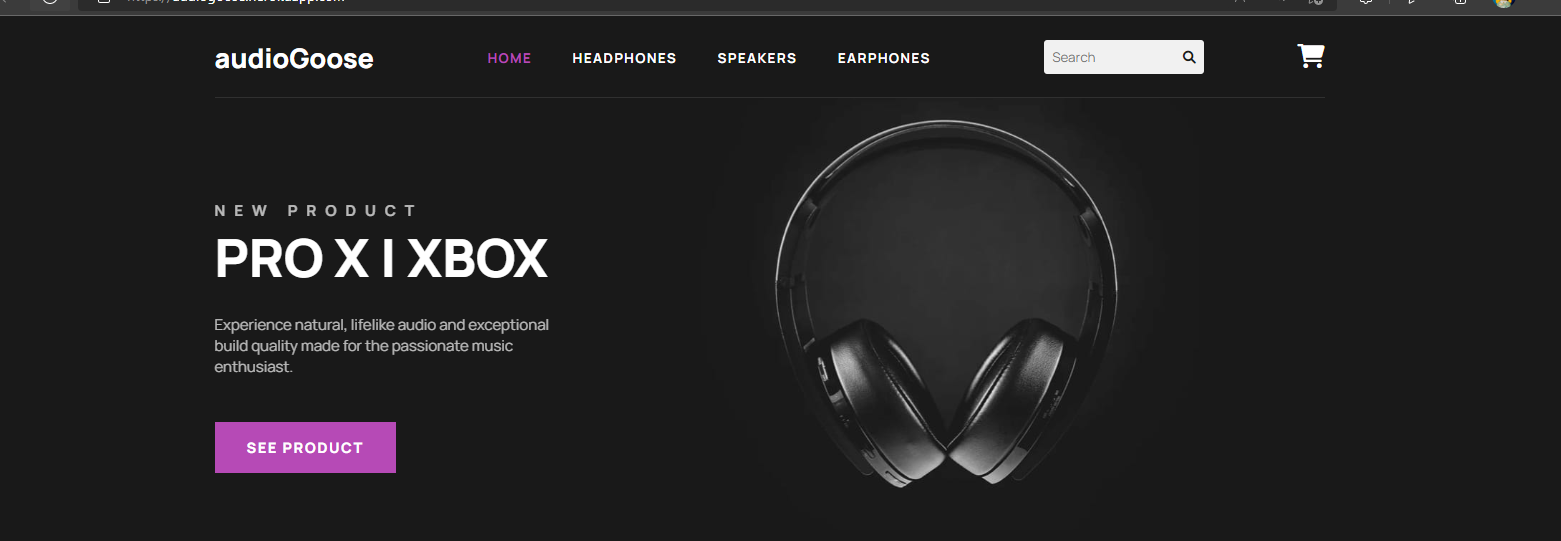 audioGoose
HOME
HEADPHONES
SPEAKERS
EARPHONES
Search
NEW PRODUCT
PRO X I XBOX
Experience natural, lifelike audio and exceptional
build quality made for the passionate music
enthusiast.
SEE PRODUCT